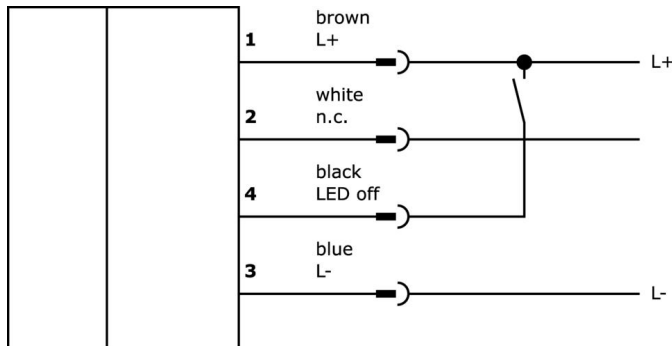 brown
1 L+
L+
white
2 n.c.
black
4 LED off
blue
3 L-
L-